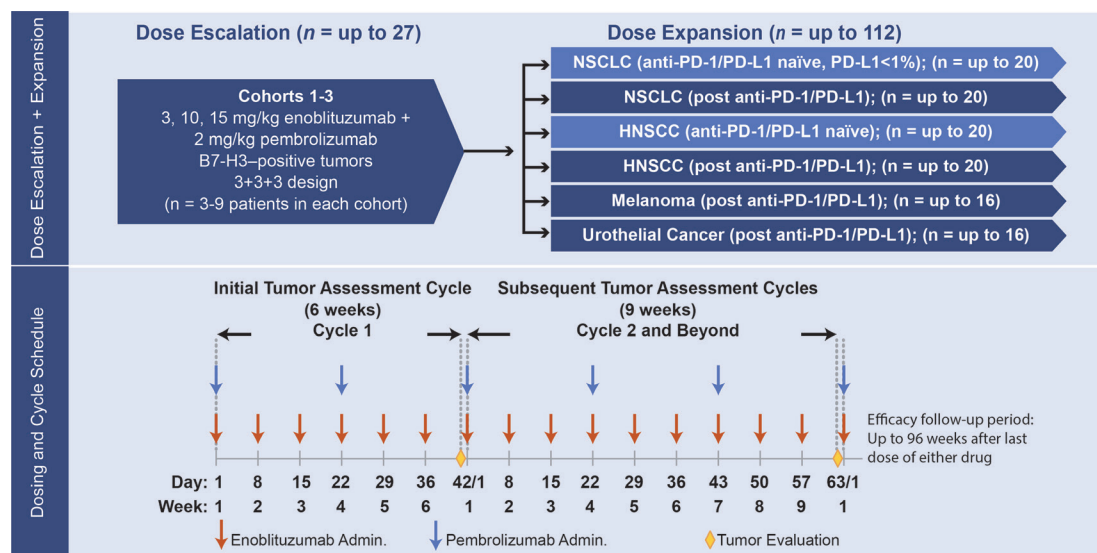 Dose Escalation + Expansion
Dose Escalation (n = up to 27)
Cohorts 1-3
3, 10, 15 mg/kg enoblituzumab +
2 mg/kg pembrolizumab
B7-H3–positive tumors
3+3+3 design
(n = 3-9 patients in each cohort)
Dose Expansion (n = up to 112)
NSCLC (anti-PD-1/PD-L1 naïve, PD-L1<1%); (n = up to 20)
NSCLC (post anti-PD-1/PD-L1); (n = up to 20)
HNSCC (anti-PD-1/PD-L1 naïve); (n = up to 20)
HNSCC (post anti-PD-1/PD-L1); (n = up to 20)
Melanoma (post anti-PD-1/PD-L1); (n = up to 16)
Urothelial Cancer (post anti-PD-1/PD-L1); (n = up to 16)
Dosing and Cycle Schedule
Initial Tumor Assessment Cycle
(6 weeks)
Cycle 1
Subsequent Tumor Assessment Cycles
(9 weeks)
Cycle 2 and Beyond
Efficacy follow-up period:
Up to 96 weeks after last
dose of either drug
Day: 1 8 15 22 29 36 42/1 8 15 22 29 36 43 50 57 63/1
Week: 1 2 3 4 5 6 1 2 3 4 5 6 7 8 9 1
Enoblituzumab Admin. Pembrolizumab Admin. Tumor Evaluation